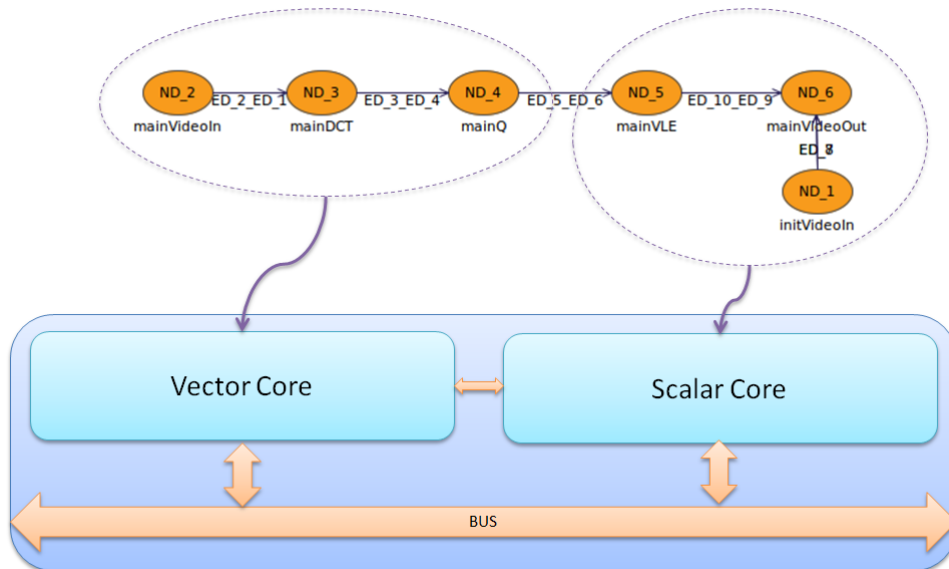 ND_2
ED_2_ED_1
ND_3
ED_3_ED_4
ND_4
ED_5_ED_6
ND_5
ED_10_ED_9
ND_6
mainVideoIn
mainDCT
mainQ
mainVLE
mainVideoOut
ND_1
initVideoIn
Vector Core
Scalar Core
BUS